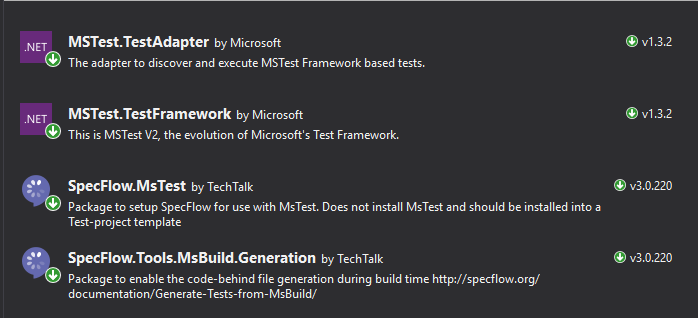 .NET
MSTest.TestAdapter by Microsoft v1.3.2
The adapter to discover and execute MSTest Framework based tests.
.NET
MSTest.TestFramework by Microsoft v1.3.2
This is MSTest V2, the evolution of Microsoft's Test Framework.
SpecFlow.MsTest by TechTalk v3.0.220
Package to setup SpecFlow for use with MsTest. Does not install MsTest and should be installed into a
Test-project template
SpecFlow.Tools.MsBuild.Generation by TechTalk v3.0.220
Package to enable the code-behind file generation during build time http://specflow.org/
documentation/Generate-Tests-from-MsBuild/